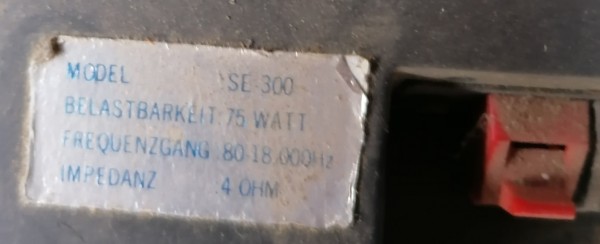 MODEL :SE 300
BELASTBARKEIT:75 WATT
FREQUENZGANG :80-18.000Hz
IMPEDANZ :4 OHM